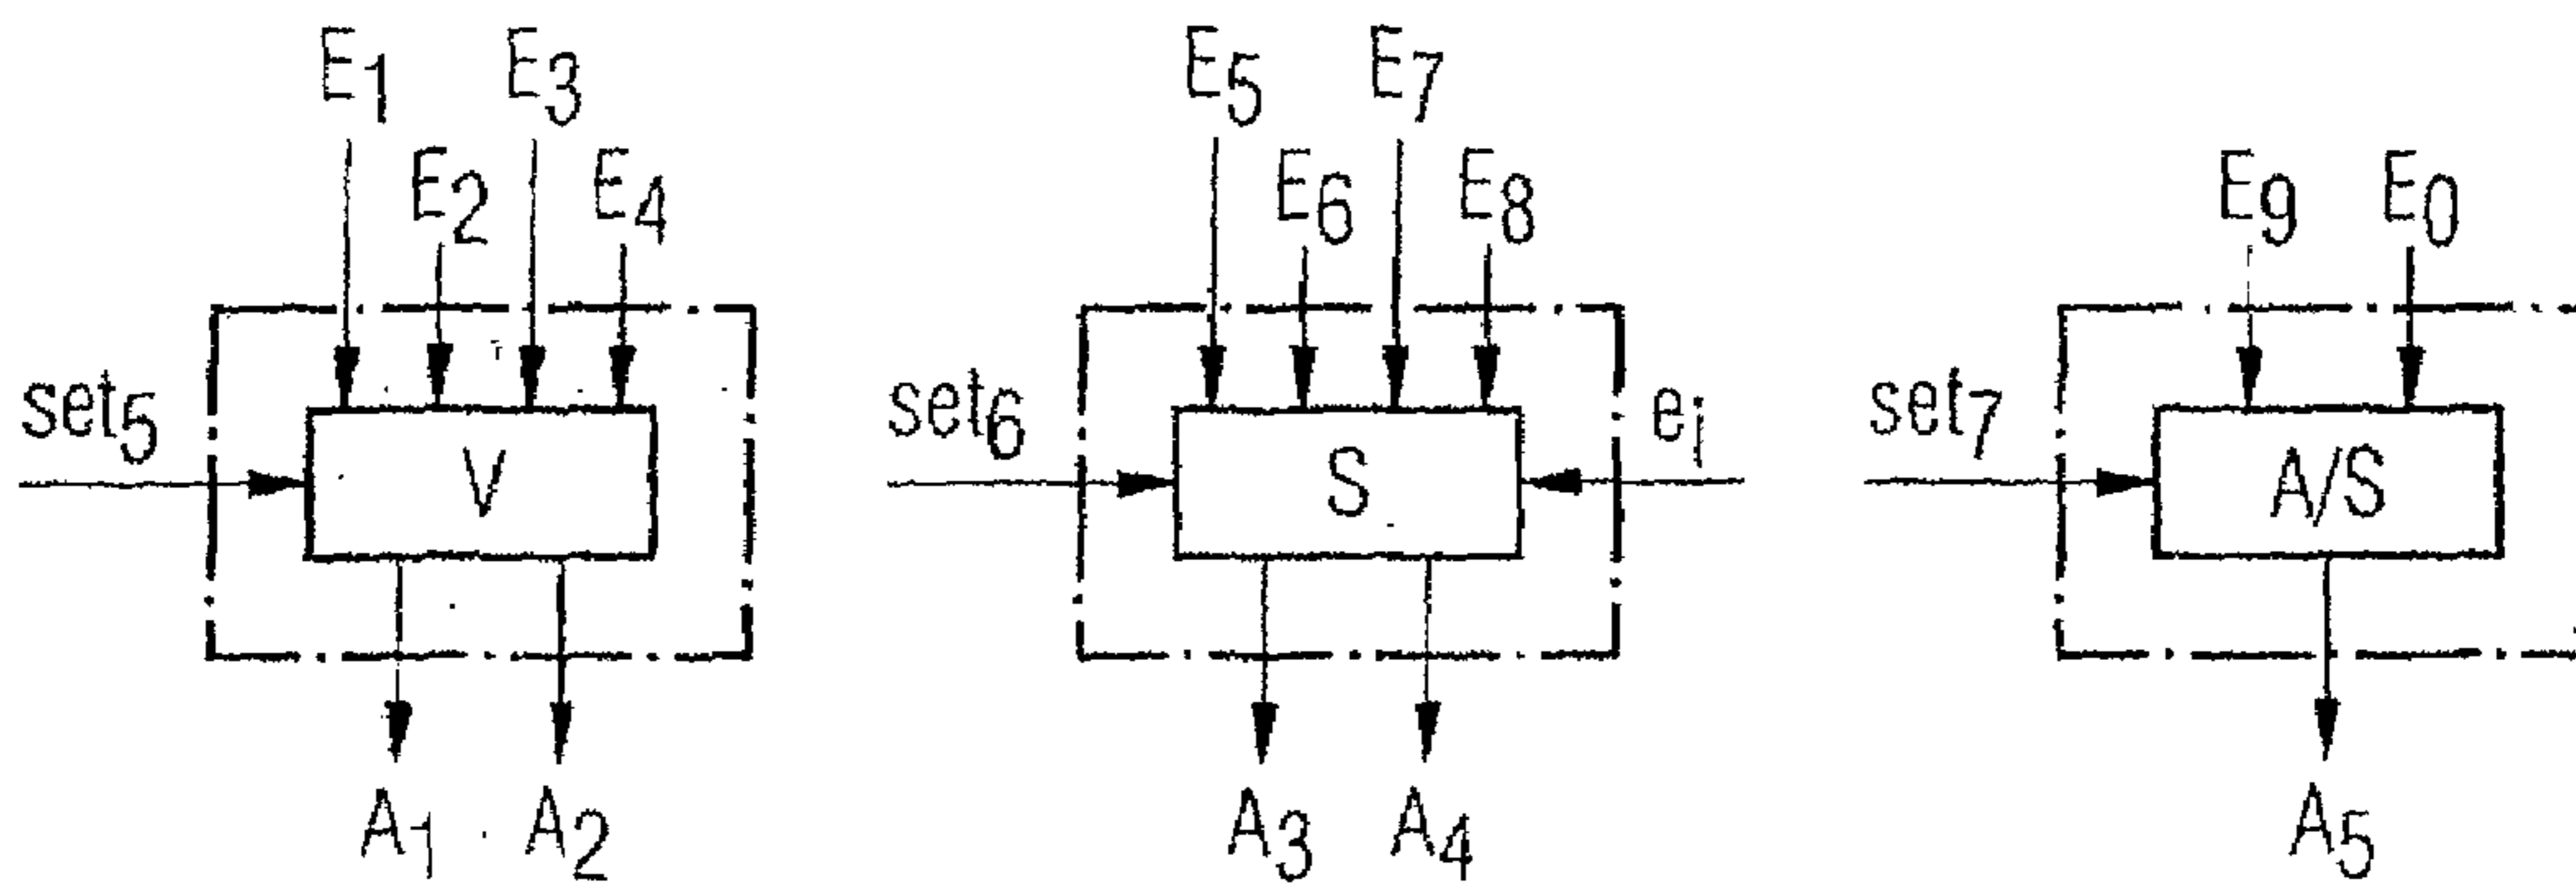 E1 E3 E5 E7
E2 E4 E6 E8 E9 E0
set5 set6 ei set7
V S A/S
A1 A2 A3 A4 A5